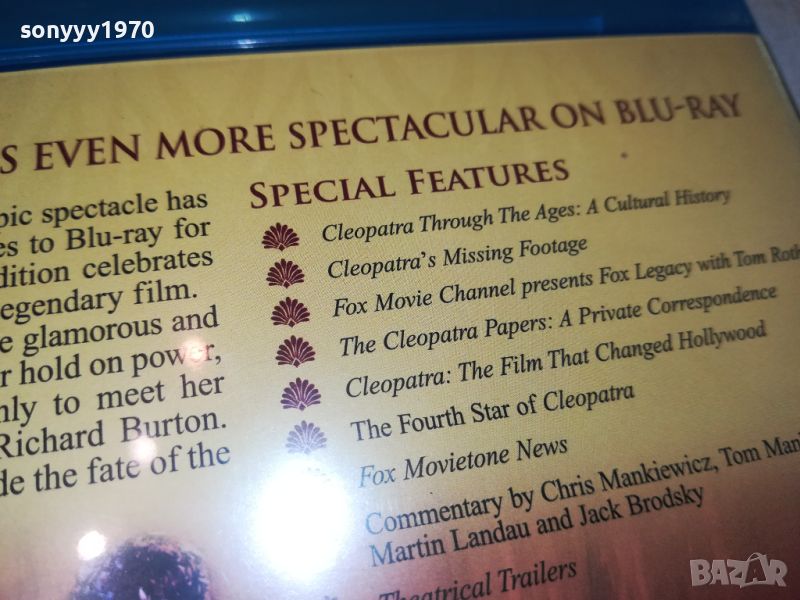 sonyyy1970
S EVEN MORE SPECTACULAR ON BLU-RAY
pic spectacle has
es to Blu-ray for
dition celebrates
egendary film.
e glamorous and
r hold on power,
nly to meet her
Richard Burton.
de the fate of the
SPECIAL FEATURES
Cleopatra Through The Ages: A Cultural History
Cleopatra's Missing Footage
Fox Movie Channel presents Fox Legacy with Tom Roth
The Cleopatra Papers: A Private Correspondence
Cleopatra: The Film That Changed Hollywood
The Fourth Star of Cleopatra
Fox Movietone News
Commentary by Chris Mankiewicz, Tom Man
Martin Landau and Jack Brodsky
Theatrical Trailers
BAZAR